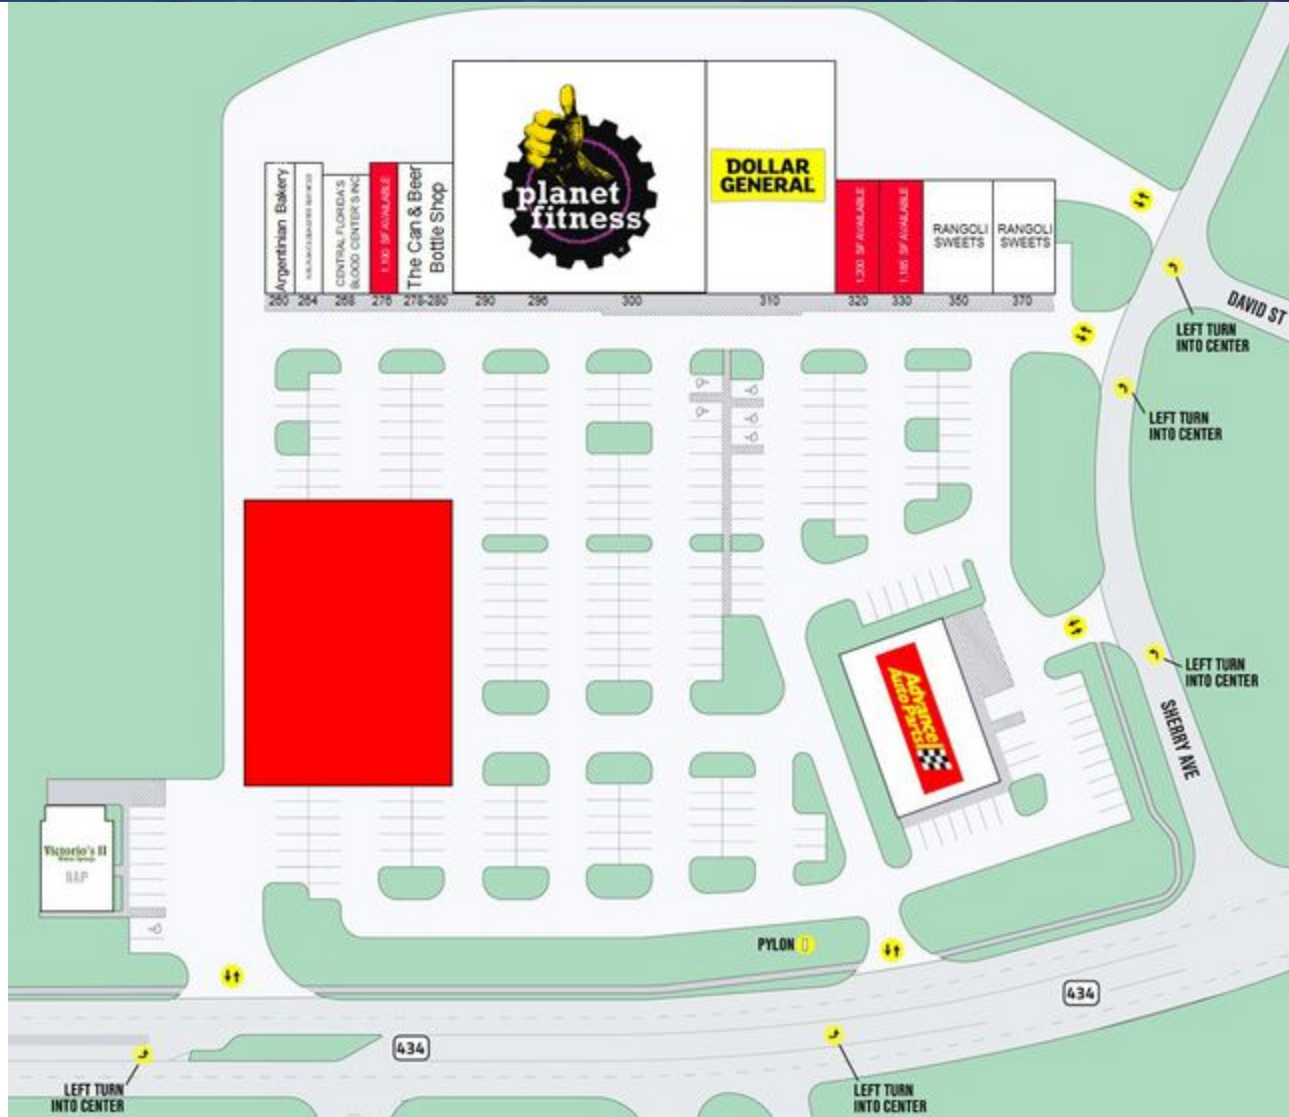 Argentinian Bakery
CENTRAL FLORIDA'S
BLOOD CENTER'S INC
1,100 SF AVAILABLE
The Can & Beer
Bottle Shop
planet
fitness
DOLLAR
GENERAL
1,200 SF AVAILABLE
1,185 SF AVAILABLE
RANGOLI
SWEETS
RANGOLI
SWEETS
260 264 268 276 278-280 290 296 300 310 320 330 350 370
DAVID ST
LEFT TURN
INTO CENTER
LEFT TURN
INTO CENTER
LEFT TURN
INTO CENTER
SHERRY AVE
Advance
Auto Parts
Victorio's II
NAP
PYLON
434
434
LEFT TURN
INTO CENTER
LEFT TURN
INTO CENTER